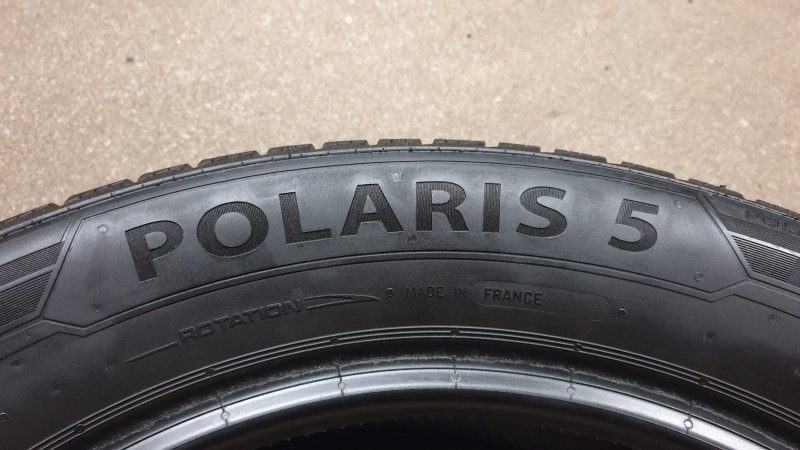 POLARIS 5
ROTATION
MADE IN FRANCE